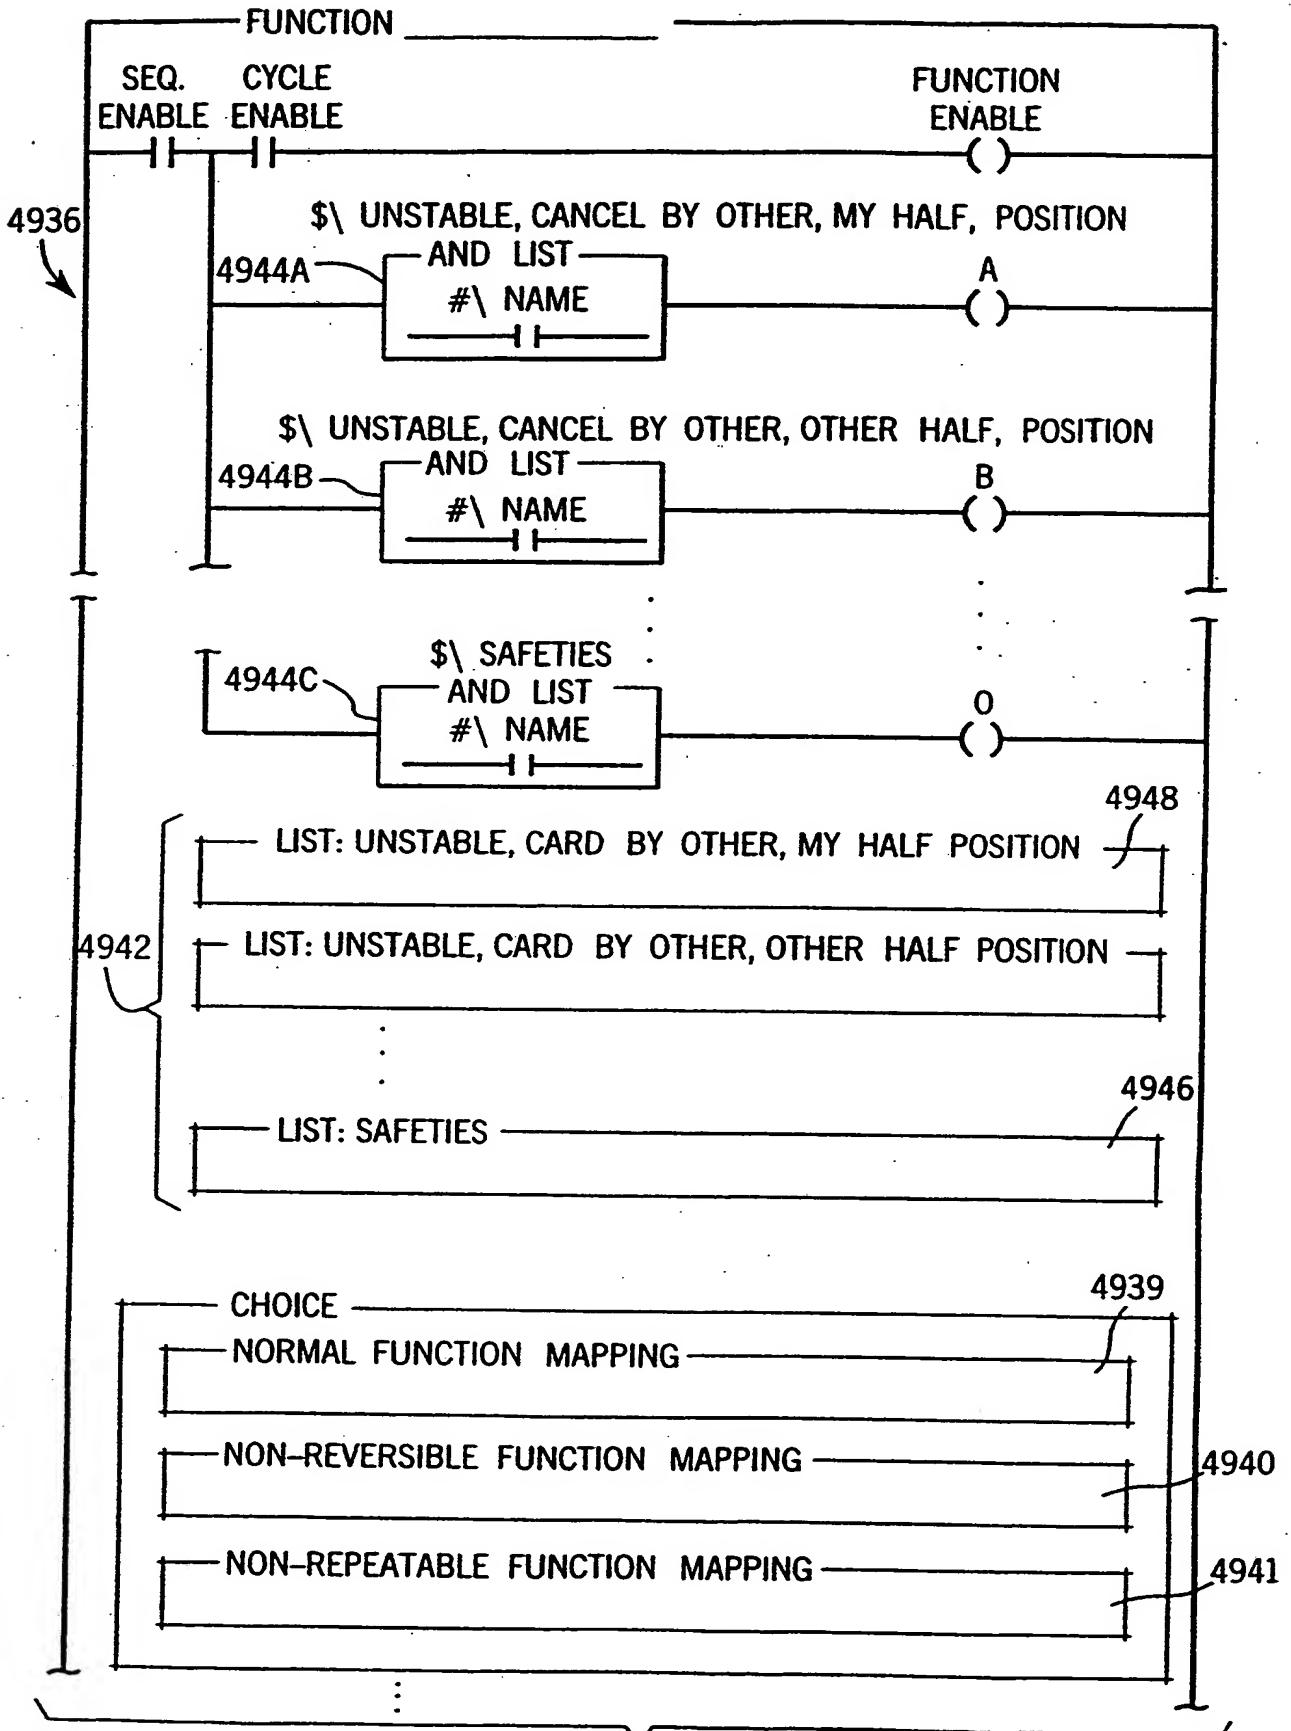 FUNCTION
SEQ. ENABLE
CYCLE ENABLE
FUNCTION ENABLE
4936
$\ UNSTABLE, CANCEL BY OTHER, MY HALF, POSITION
4944A
AND LIST
#\ NAME
A
( )
$\ UNSTABLE, CANCEL BY OTHER, OTHER HALF, POSITION
4944B
AND LIST
#\ NAME
B
( )
$\ SAFETIES
4944C
AND LIST
#\ NAME
O
( )
4948
LIST: UNSTABLE, CARD BY OTHER, MY HALF POSITION
4942
LIST: UNSTABLE, CARD BY OTHER, OTHER HALF POSITION
4946
LIST: SAFETIES
4939
CHOICE
NORMAL FUNCTION MAPPING
NON-REVERSIBLE FUNCTION MAPPING
4940
NON-REPEATABLE FUNCTION MAPPING
4941